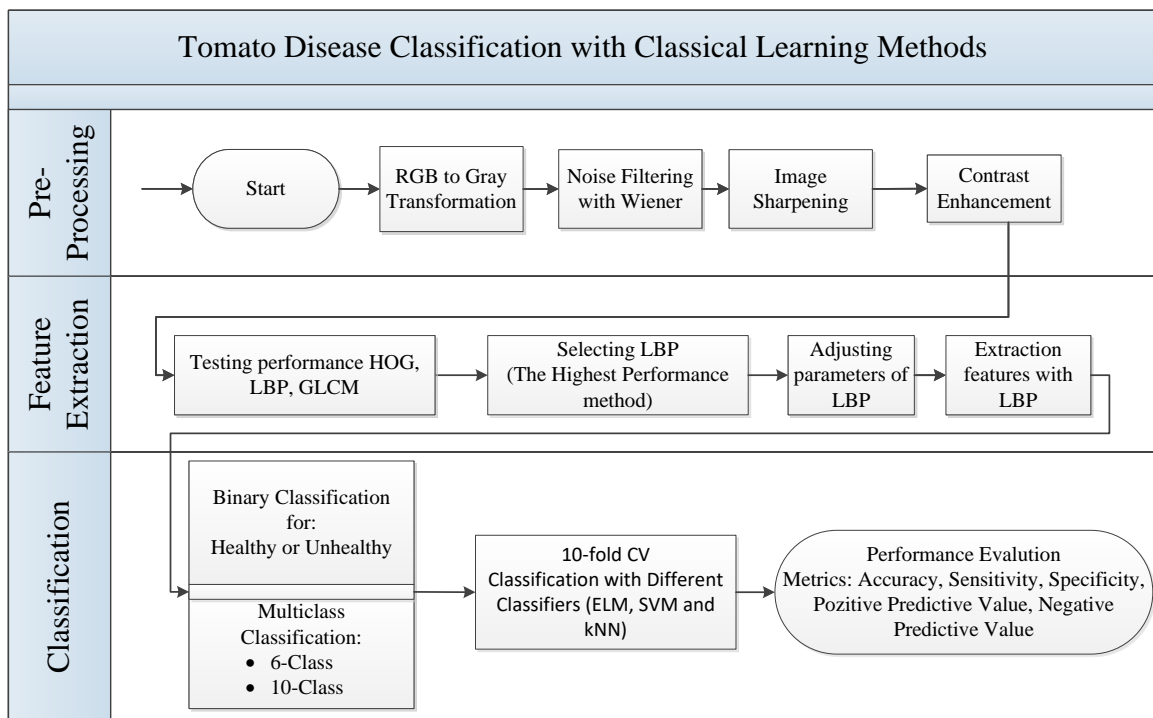 Tomato Disease Classification with Classical Learning Methods
Pre-
Processing
Start
RGB to Gray
Transformation
Noise Filtering
with Wiener
Image
Sharpening
Contrast
Enhancement
Feature
Extraction
Testing performance HOG,
LBP, GLCM
Selecting LBP
(The Highest Performance
method)
Adjusting
parameters of
LBP
Extraction
features with
LBP
Classification
Binary Classification
for:
Healthy or Unhealthy
Multiclass
Classification:
• 6-Class
• 10-Class
10-fold CV
Classification with Different
Classifiers (ELM, SVM and
kNN)
Performance Evalution
Metrics: Accuracy, Sensitivity, Specificity,
Pozitive Predictive Value, Negative
Predictive Value